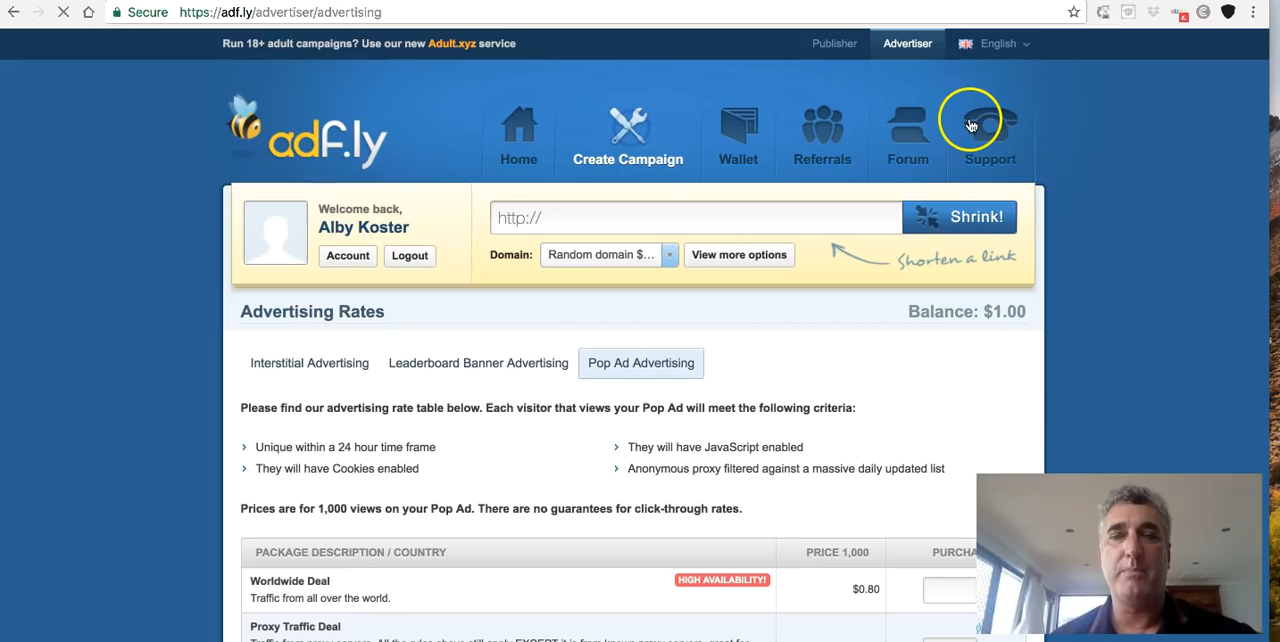 Secure https://adf.ly/advertiser/advertising
Run 18+ adult campaigns? Use our new Adult.xyz service
Publisher Advertiser English
adf.ly
Home Create Campaign Wallet Referrals Forum Support
Welcome back,
Alby Koster
Account Logout
http:// Shrink!
Domain: Random domain $... View more options
Shorten a link
Advertising Rates Balance: $1.00
Interstitial Advertising Leaderboard Banner Advertising Pop Ad Advertising
Please find our advertising rate table below. Each visitor that views your Pop Ad will meet the following criteria:
Unique within a 24 hour time frame They will have JavaScript enabled
They will have Cookies enabled Anonymous proxy filtered against a massive daily updated list
Prices are for 1,000 views on your Pop Ad. There are no guarantees for click-through rates.
PACKAGE DESCRIPTION / COUNTRY PRICE 1,000 PURCHA
Worldwide Deal HIGH AVAILABILITY!
Traffic from all over the world. $0.80
Proxy Traffic Deal